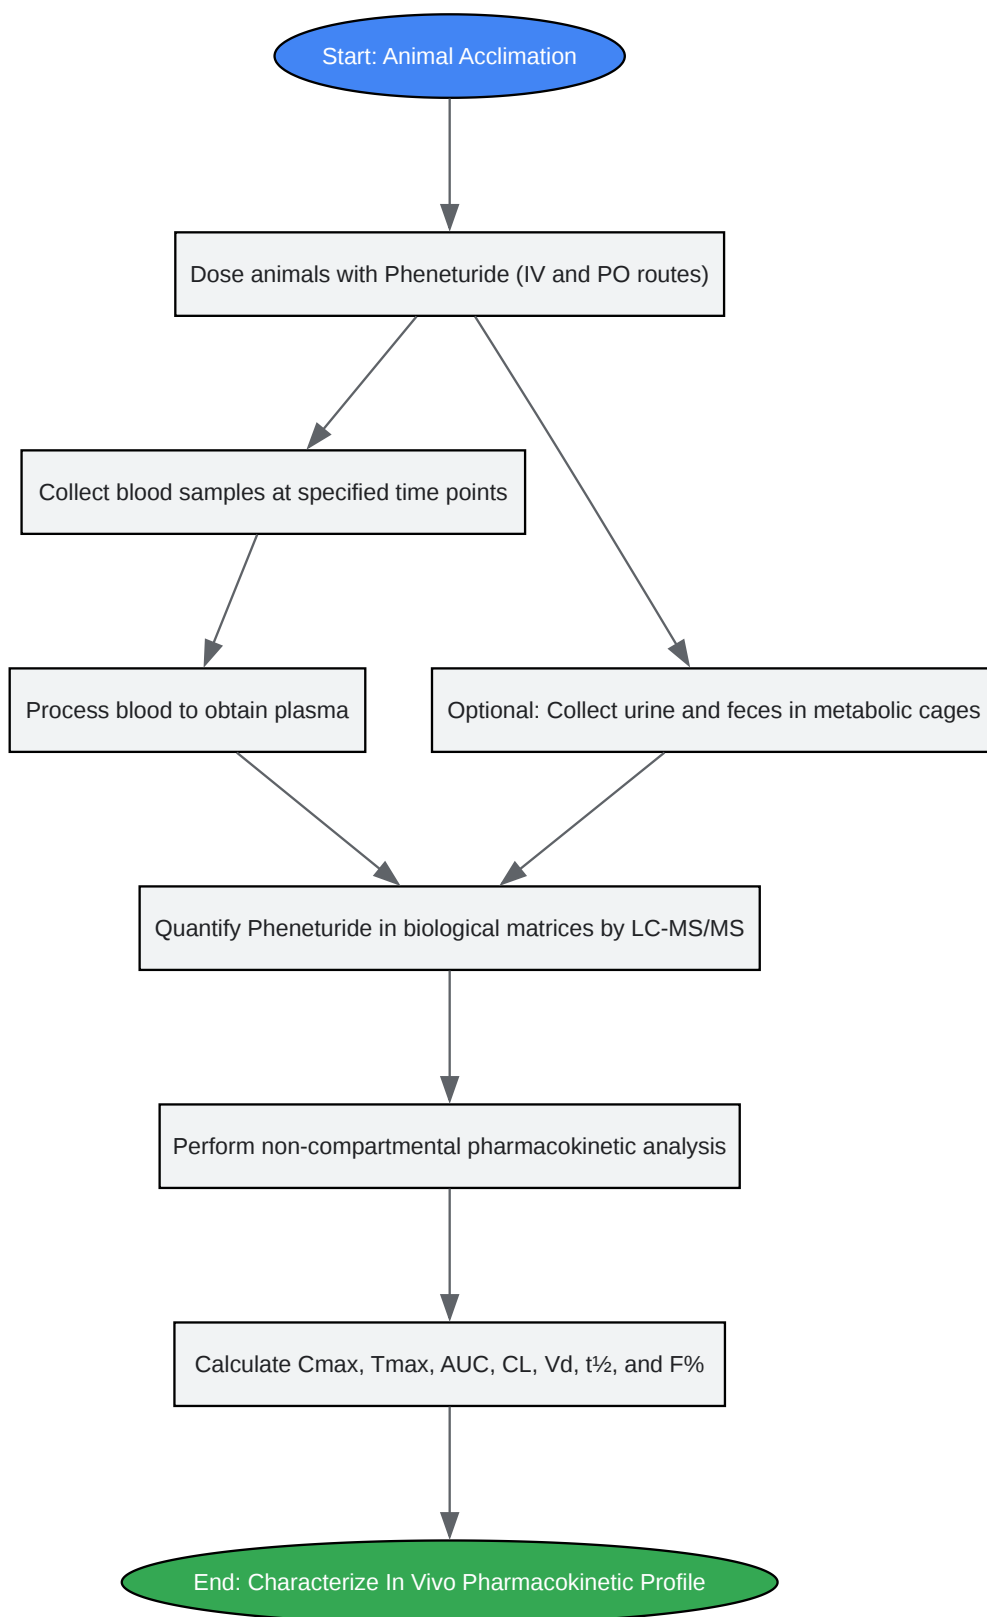 Start: Animal Acclimation
Dose animals with Pheneturide (IV and PO routes)
Collect blood samples at specified time points
Process blood to obtain plasma
Optional: Collect urine and feces in metabolic cages
Quantify Pheneturide in biological matrices by LC-MS/MS
Perform non-compartmental pharmacokinetic analysis
Calculate Cmax, Tmax, AUC, CL, Vd, t½, and F%
End: Characterize In Vivo Pharmacokinetic Profile